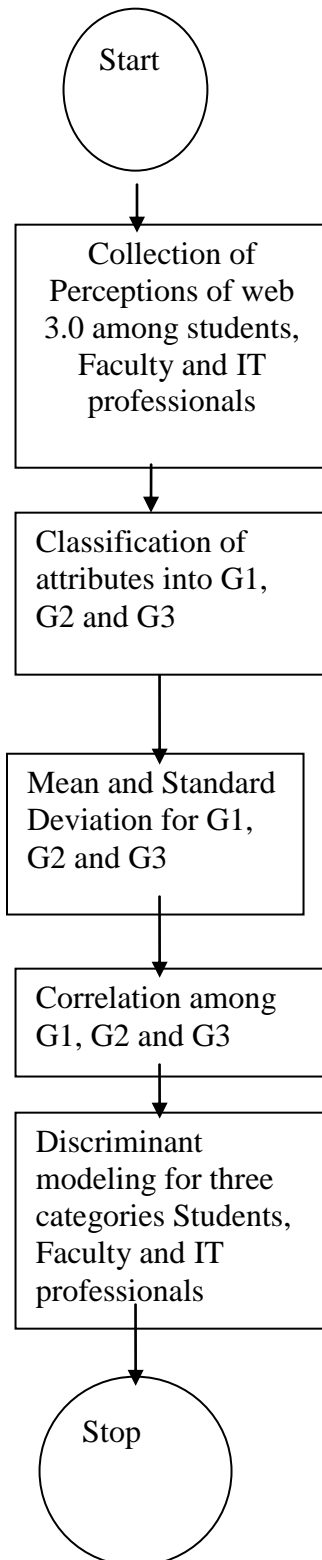 Start
Collection of
Perceptions of web
3.0 among students,
Faculty and IT
professionals
Classification of
attributes into G1,
G2 and G3
Mean and Standard
Deviation for G1,
G2 and G3
Correlation among
G1, G2 and G3
Discriminant
modeling for three
categories Students,
Faculty and IT
professionals
Stop